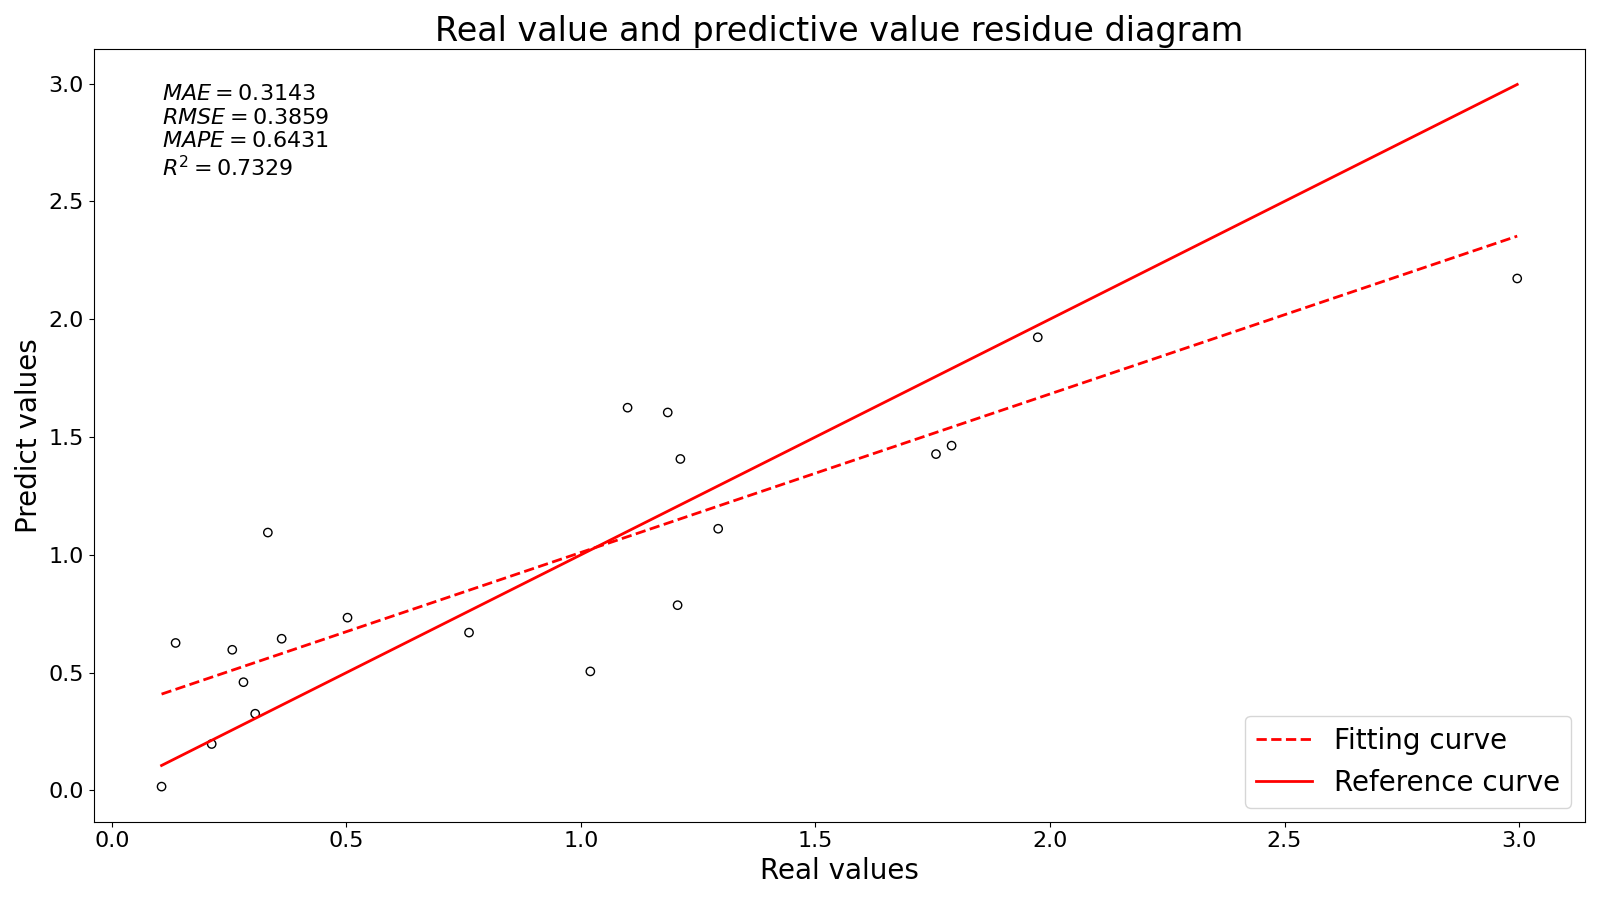 Real value and predictive value residue diagram
MAE = 0.3143
RMSE = 0.3859
MAPE = 0.6431
R² = 0.7329
3.0
2.5
2.0
1.5
1.0
0.5
0.0
Predict values
0.0 0.5 1.0 1.5 2.0 2.5 3.0
Real values
Fitting curve
Reference curve